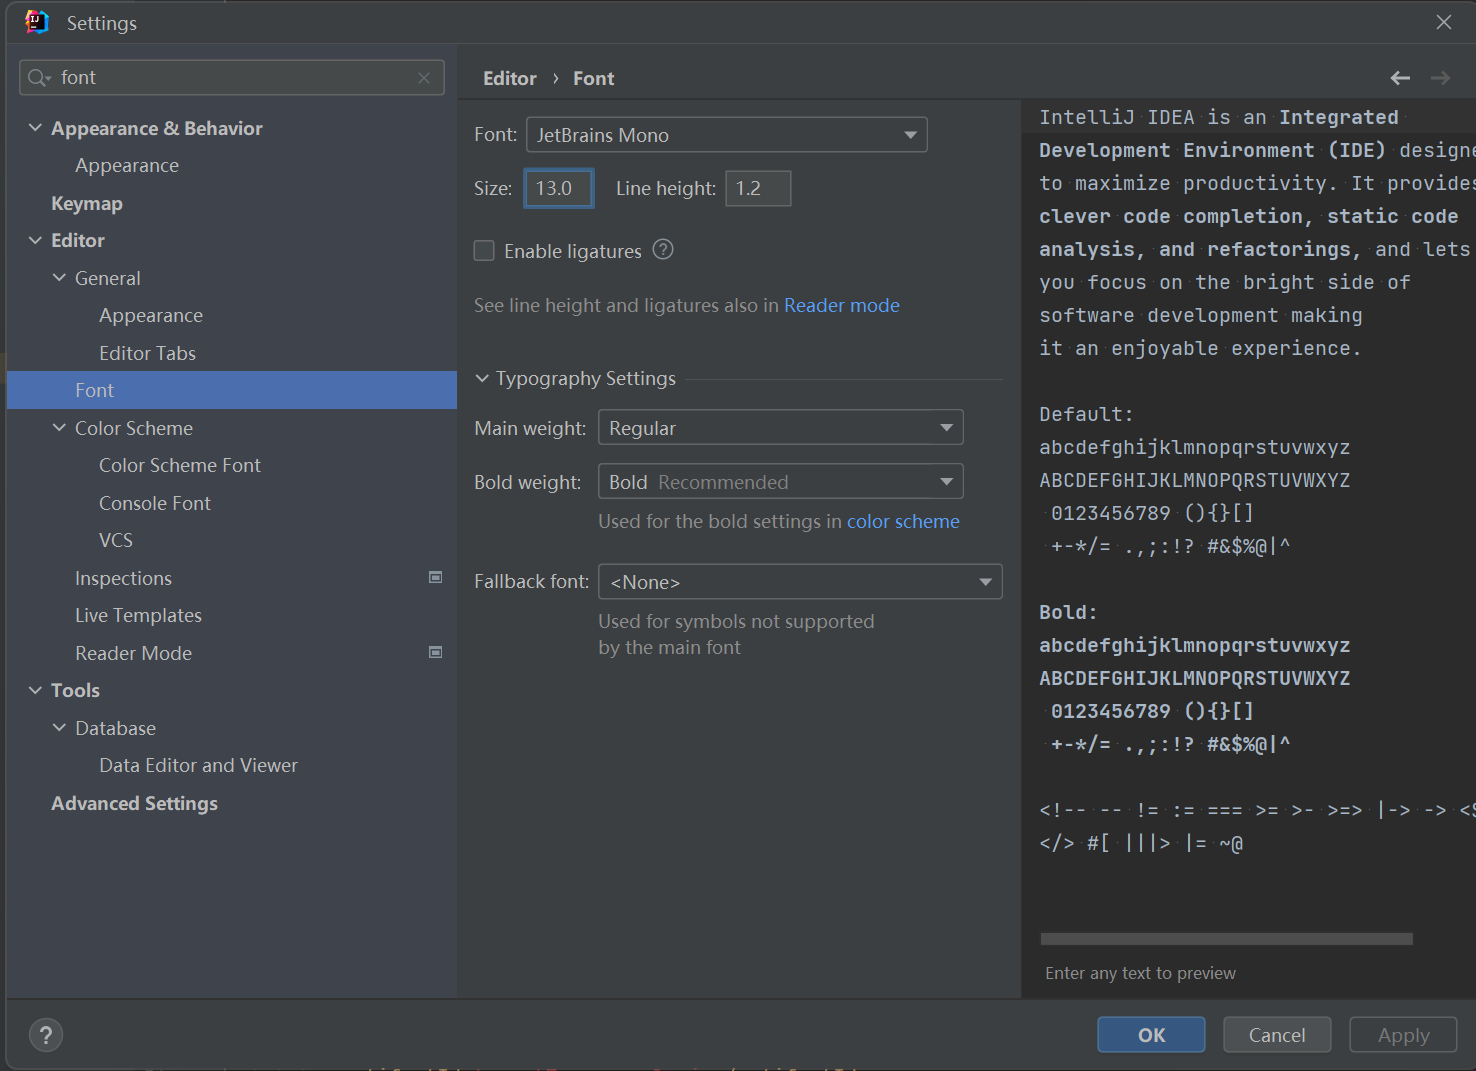 Settings
font
Appearance & Behavior
Appearance
Keymap
Editor
General
Appearance
Editor Tabs
Font
Color Scheme
Color Scheme Font
Console Font
VCS
Inspections
Live Templates
Reader Mode
Tools
Database
Data Editor and Viewer
Advanced Settings
Editor › Font
Font: JetBrains Mono
Size: 13.0 Line height: 1.2
Enable ligatures ?
See line height and ligatures also in Reader mode
Typography Settings
Main weight: Regular
Bold weight: Bold Recommended
Used for the bold settings in color scheme
Fallback font: <None>
Used for symbols not supported
by the main font
IntelliJ IDEA is an Integrated
Development Environment (IDE) designe
to maximize productivity. It provides
clever code completion, static code
analysis, and refactorings, and lets
you focus on the bright side of
software development making
it an enjoyable experience.
Default:
abcdefghijklmnopqrstuvwxyz
ABCDEFGHIJKLMNOPQRSTUVWXYZ
0123456789 (){}[]
+-*/= .,;:!? #&$%@|^
Bold:
abcdefghijklmnopqrstuvwxyz
ABCDEFGHIJKLMNOPQRSTUVWXYZ
0123456789 (){}[]
+-*/= .,;:!? #&$%@|^
<!-- -- != := === >= >- >=> |-> -> <$
</> #[ |||> |= ~@
Enter any text to preview
?
OK
Cancel
Apply